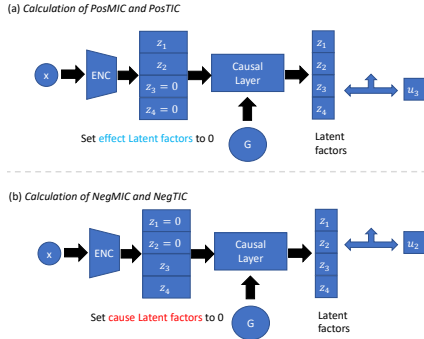 (a) Calculation of PosMIC and PosTIC
x
ENC
z₁
z₂
z₃ = 0
z₄ = 0
Causal
Layer
z₁
z₂
z₃
z₄
u₃
Set effect Latent factors to 0
G
Latent
factors
(b) Calculation of NegMIC and NegTIC
x
ENC
z₁ = 0
z₂ = 0
z₃
z₄
Causal
Layer
z₁
z₂
z₃
z₄
u₂
Set cause Latent factors to 0
G
Latent
factors